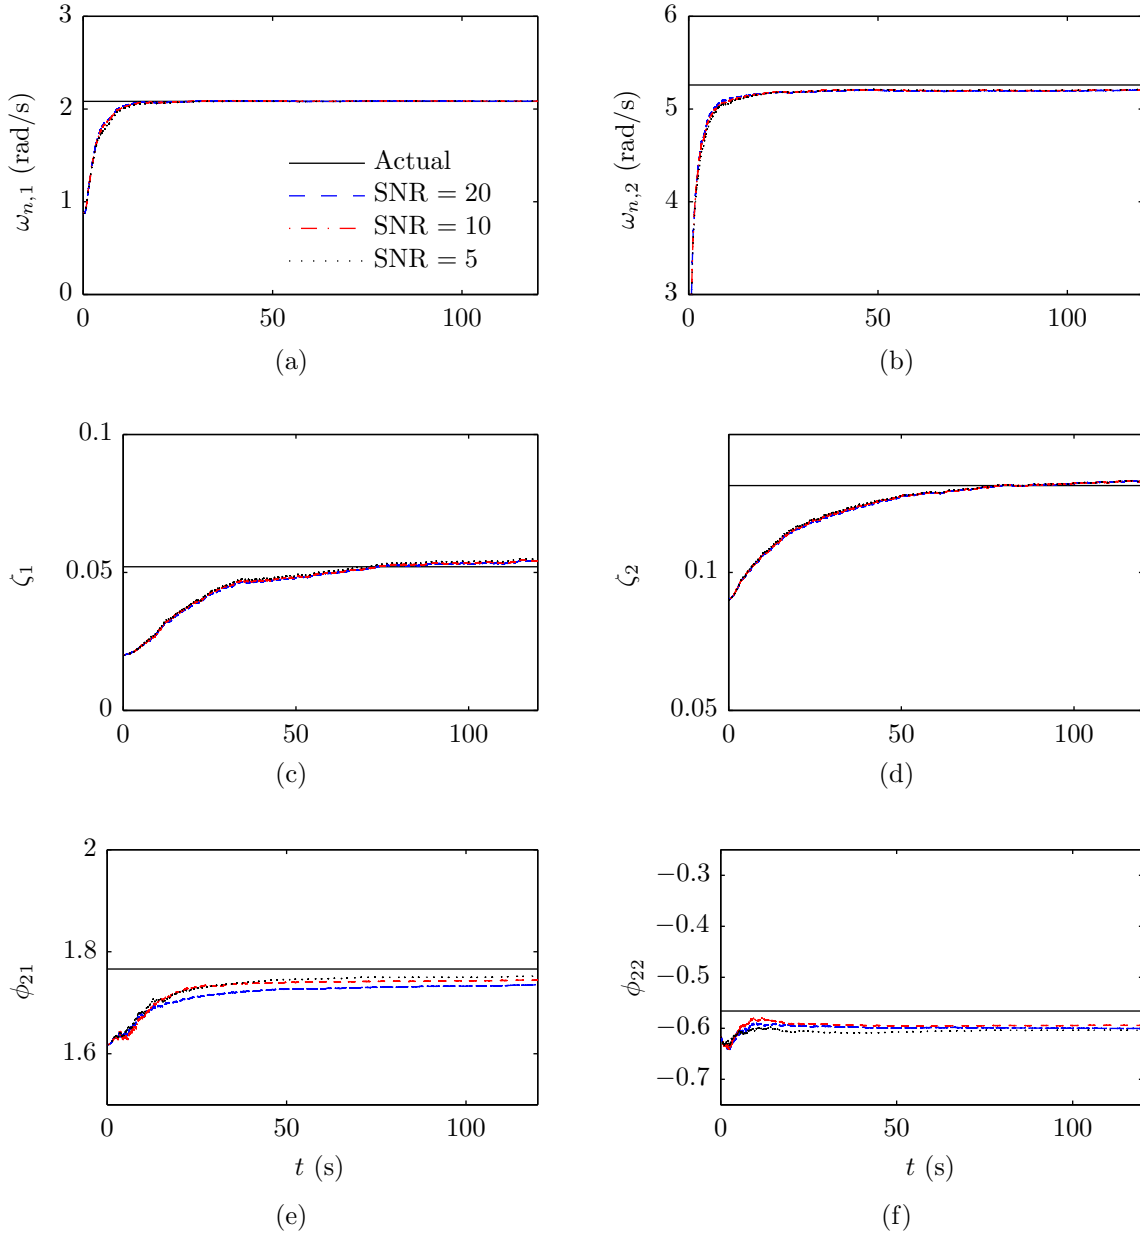 3
2
1
0
0
50
100
ω_{n,1} (rad/s)
Actual
SNR = 20
SNR = 10
SNR = 5
(a)
6
5
4
3
0
50
100
ω_{n,2} (rad/s)
(b)
0.1
0.05
0
0
50
100
ζ_1
(c)
0.1
0.05
0
50
100
ζ_2
(d)
2
1.8
1.6
0
50
100
ϕ_{21}
t (s)
(e)
−0.3
−0.4
−0.5
−0.6
−0.7
0
50
100
ϕ_{22}
t (s)
(f)